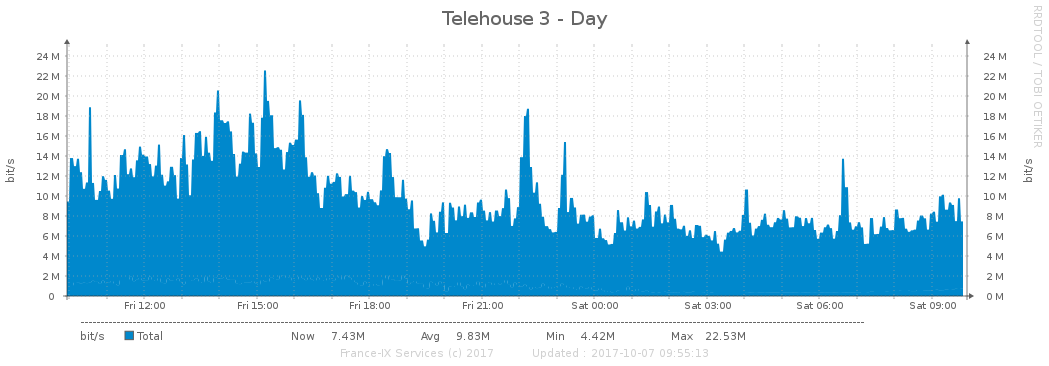 Telehouse 3 - Day
RRDTOOL / TOBI OETIKER
bit/s
24 M 24 M
22 M 22 M
20 M 20 M
18 M 18 M
16 M 16 M
14 M 14 M
12 M 12 M
10 M 10 M
8 M 8 M
6 M 6 M
4 M 4 M
2 M 2 M
0 0 M
bit/s
Fri 12:00 Fri 15:00 Fri 18:00 Fri 21:00 Sat 00:00 Sat 03:00 Sat 06:00 Sat 09:00
bit/s Total Now 7.43M Avg 9.83M Min 4.42M Max 22.53M
France-IX Services (c) 2017 Updated : 2017-10-07 09:55:13